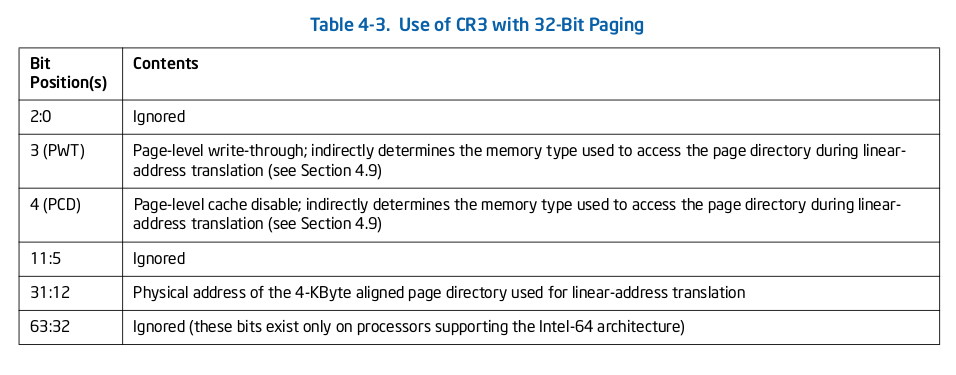 Table 4-3. Use of CR3 with 32-Bit Paging
Bit
Position(s)
Contents
2:0
Ignored
3 (PWT)
Page-level write-through; indirectly determines the memory type used to access the page directory during linear-
address translation (see Section 4.9)
4 (PCD)
Page-level cache disable; indirectly determines the memory type used to access the page directory during linear-
address translation (see Section 4.9)
11:5
Ignored
31:12
Physical address of the 4-KByte aligned page directory used for linear-address translation
63:32
Ignored (these bits exist only on processors supporting the Intel-64 architecture)